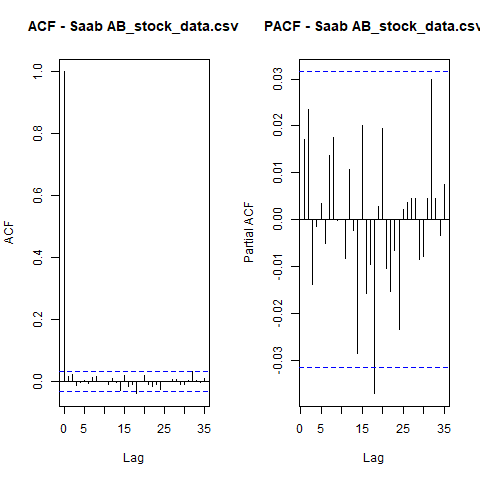 ACF - Saab AB_stock_data.csv
ACF
0.0 0.2 0.4 0.6 0.8 1.0
0 5 15 25 35
Lag
PACF - Saab AB_stock_data.csv
Partial ACF
-0.03 -0.02 -0.01 0.00 0.01 0.02 0.03
0 5 15 25 35
Lag